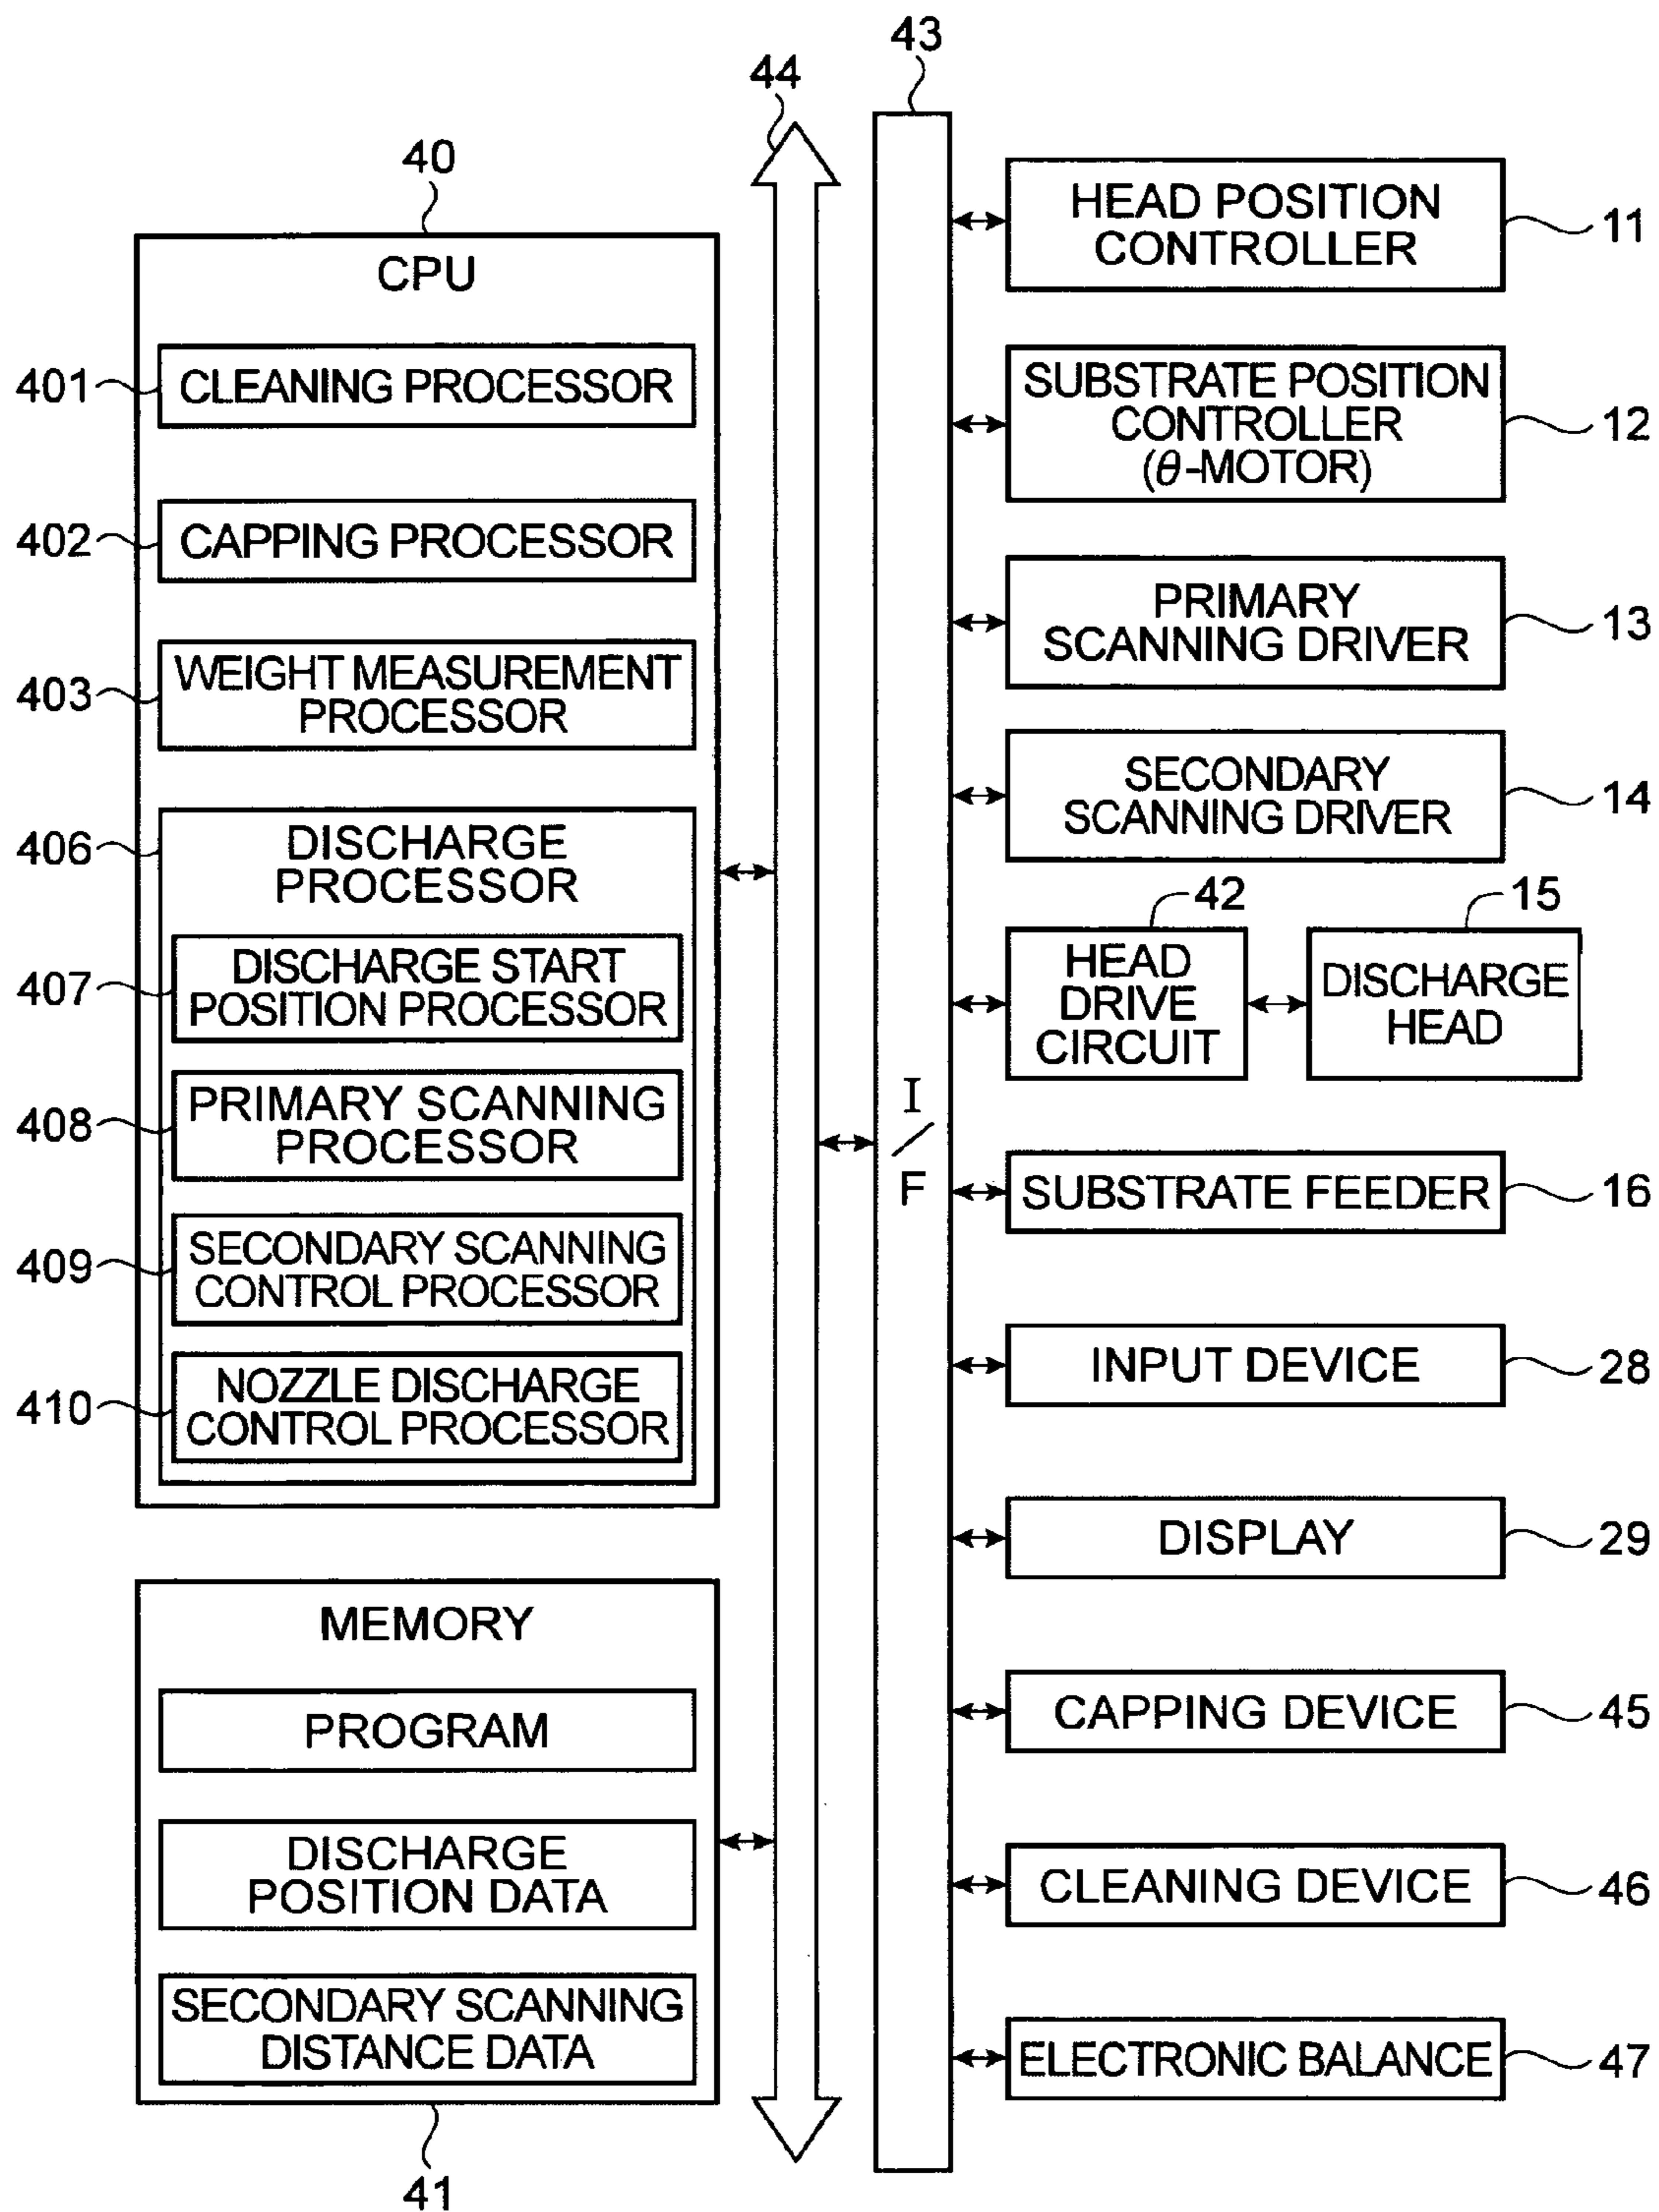 43
44
40
CPU
401
CLEANING PROCESSOR
402
CAPPING PROCESSOR
403
WEIGHT MEASUREMENT
PROCESSOR
406
DISCHARGE
PROCESSOR
407
DISCHARGE START
POSITION PROCESSOR
408
PRIMARY SCANNING
PROCESSOR
409
SECONDARY SCANNING
CONTROL PROCESSOR
410
NOZZLE DISCHARGE
CONTROL PROCESSOR
MEMORY
PROGRAM
DISCHARGE
POSITION DATA
SECONDARY SCANNING
DISTANCE DATA
41
I
/
F
HEAD POSITION
CONTROLLER
11
SUBSTRATE POSITION
CONTROLLER
(θ-MOTOR)
12
PRIMARY
SCANNING DRIVER
13
SECONDARY
SCANNING DRIVER
14
42
HEAD
DRIVE
CIRCUIT
15
DISCHARGE
HEAD
SUBSTRATE FEEDER
16
INPUT DEVICE
28
DISPLAY
29
CAPPING DEVICE
45
CLEANING DEVICE
46
ELECTRONIC BALANCE
47